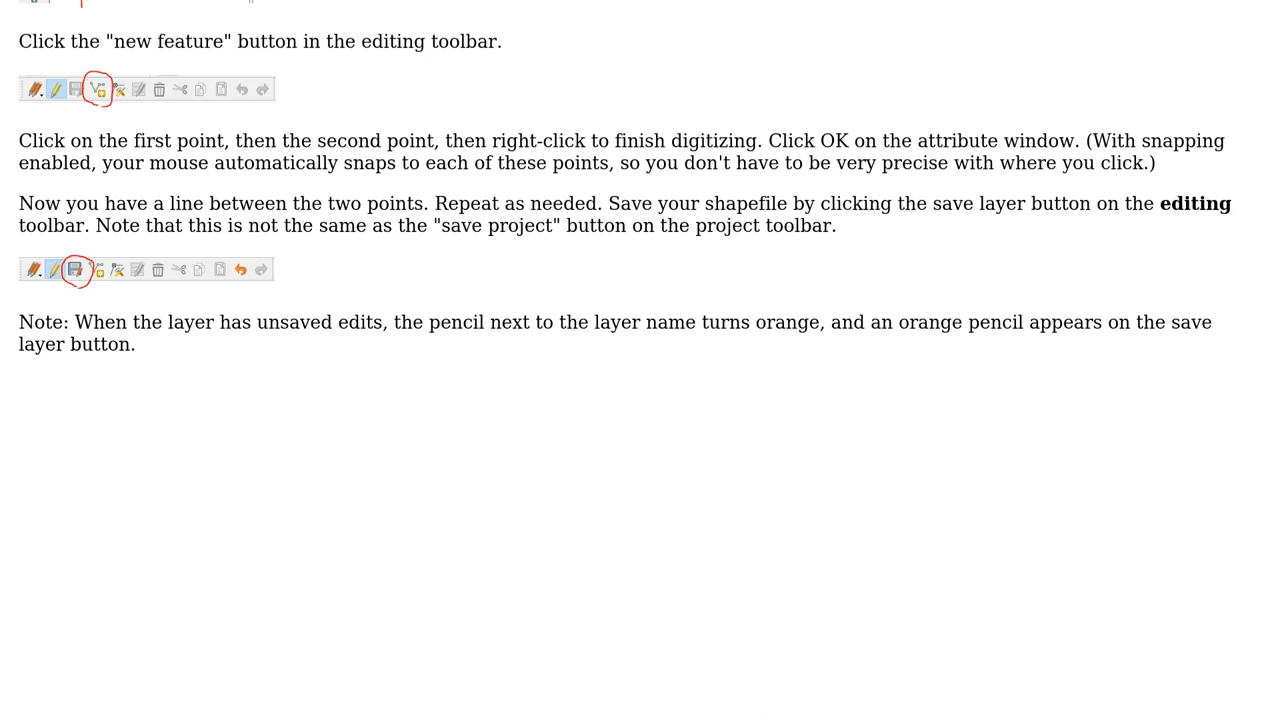 Click the "new feature" button in the editing toolbar.
Click on the first point, then the second point, then right-click to finish digitizing. Click OK on the attribute window. (With snapping
enabled, your mouse automatically snaps to each of these points, so you don't have to be very precise with where you click.)
Now you have a line between the two points. Repeat as needed. Save your shapefile by clicking the save layer button on the editing
toolbar. Note that this is not the same as the "save project" button on the project toolbar.
Note: When the layer has unsaved edits, the pencil next to the layer name turns orange, and an orange pencil appears on the save
layer button.